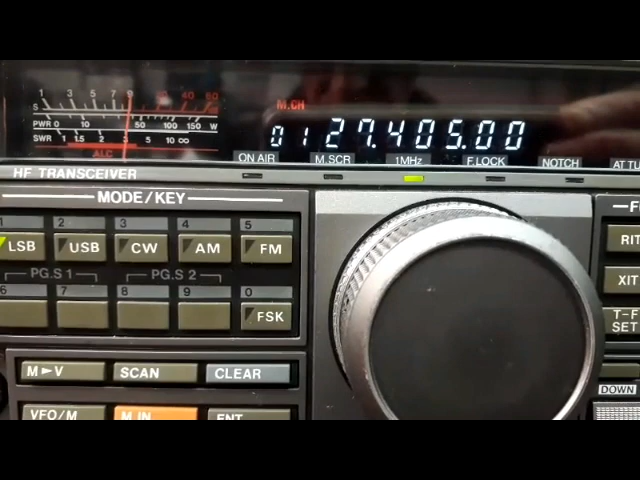 1 3 5 7 9 20 40 60
S
PWR 0 10 50 100 150 W
SWR 1 1.5 2 3 5 10 ∞
ALC
M.CH
01 27.405.00
ON AIR M.SCR 1MHz F.LOCK NOTCH AT TU
HF TRANSCEIVER
MODE/KEY
1 2 3 4 5
LSB USB CW AM FM
PG.S 1 PG.S 2
6 7 8 9 0
FSK
M►V SCAN CLEAR
VFO/M M.IN ENT
RIT
XIT
T-F
SET
DOWN